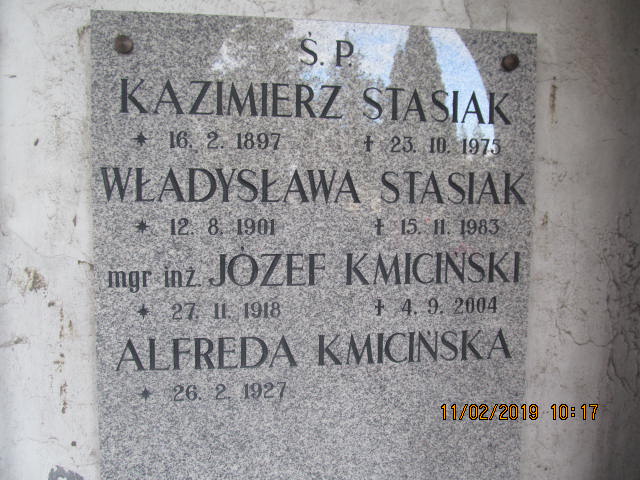 Ś. P.
KAZIMIERZ STASIAK
* 16. 2. 1897 † 23. 10. 1975
WŁADYSŁAWA STASIAK
* 12. 8. 1901 † 15. 11. 1983
mgr inż. JÓZEF KMICIŃSKI
* 27. 11. 1918 † 4. 9. 2004
ALFREDA KMICIŃSKA
* 26. 2 1927
11/02/2019 10:17